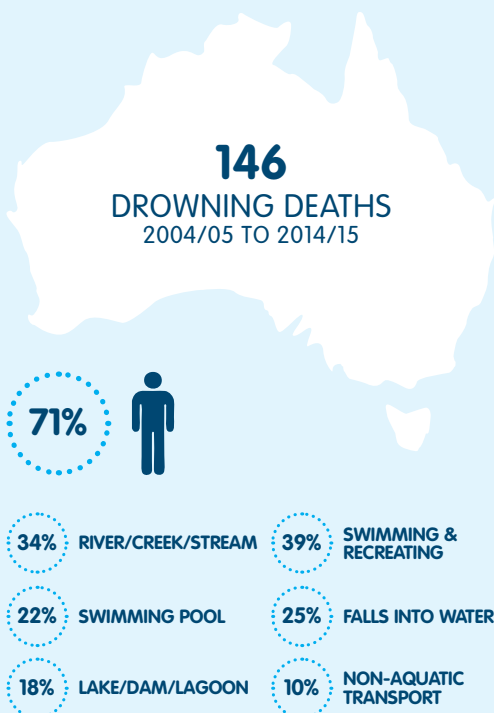 146
DROWNING DEATHS
2004/05 TO 2014/15
71%
34% RIVER/CREEK/STREAM
39% SWIMMING &
RECREATING
22% SWIMMING POOL
25% FALLS INTO WATER
18% LAKE/DAM/LAGOON
10% NON-AQUATIC
TRANSPORT